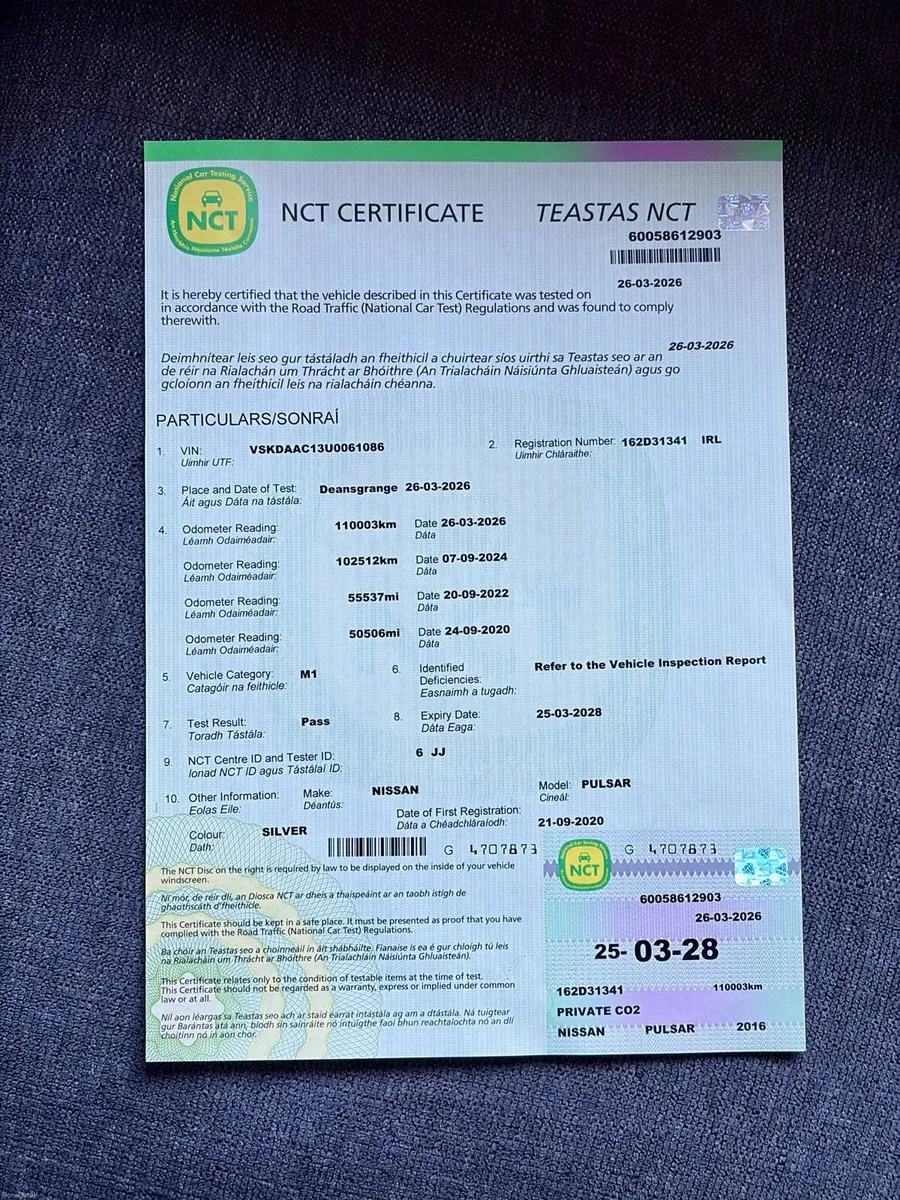 National Car Testing Service
NCT
An tSeirbhís Náisiúnta Tástála Carranna
NCT CERTIFICATE TEASTAS NCT
60058612903
26-03-2026
It is hereby certified that the vehicle described in this Certificate was tested on
in accordance with the Road Traffic (National Car Test) Regulations and was found to comply
therewith.
26-03-2026
Deimhnítear leis seo gur tástáladh an fheithicil a chuirtear síos uirthi sa Teastas seo ar an
de réir na Rialachán um Thrácht ar Bhóithre (An Trialacháin Náisiúnta Ghluaisteán) agus go
gcloíonn an fheithicil leis na rialacháin chéanna.
PARTICULARS/SONRAÍ
1. VIN: VSKDAAC13U0061086 2. Registration Number: 162D31341 IRL
Uimhir UTF: Uimhir Chláraithe:
3. Place and Date of Test: Deansgrange 26-03-2026
Áit agus Dáta na tástála:
4. Odometer Reading: 110003km Date 26-03-2026
Léamh Odaiméadair: Dáta
Odometer Reading: 102512km Date 07-09-2024
Léamh Odaiméadair: Dáta
Odometer Reading: 55537mi Date 20-09-2022
Léamh Odaiméadair: Dáta
Odometer Reading: 50506mi Date 24-09-2020
Léamh Odaiméadair: Dáta
5. Vehicle Category: M1 6. Identified Refer to the Vehicle Inspection Report
Catagóir na feithicle: Deficiencies:
Easnaimh a tugadh:
7. Test Result: Pass 8. Expiry Date: 25-03-2028
Toradh Tástála: Dáta Eaga:
9. NCT Centre ID and Tester ID: 6 JJ
Ionad NCT ID agus Tástálaí ID:
10. Other Information: Make: NISSAN Model: PULSAR
Eolas Eile: Déantús: Cineál:
Date of First Registration: 21-09-2020
Dáta a Chéadchláraíodh:
Colour: SILVER
Dath:
G 4707873
G 4707873
The NCT Disc on the right is required by law to be displayed on the inside of your vehicle
windscreen.
Ní mór, de réir dlí, an Diosca NCT ar dheis a thaispeáint ar an taobh istigh de
ghaothscáth d'fheithicle.
This Certificate should be kept in a safe place. It must be presented as proof that you have
complied with the Road Traffic (National Car Test) Regulations.
Ba chóir an Teastas seo a choinneáil in áit shábháilte. Fianaise is ea é gur chloígh tú leis
na Rialacháin um Thrácht ar Bhóithre (An Trialacháin Náisiúnta Ghluaisteán).
This Certificate relates only to the condition of testable items at the time of test.
This Certificate should not be regarded as a warranty, express or implied under common
law or at all.
Níl aon léargas sa Teastas seo ach ar staid earraí intástála ag am a dtástála. Ná tuigtear
gur Barántas atá ann, bíodh sin sainráite nó intuigthe faoi bhun reachtaíochta nó an dlí
choitinn nó in aon chor.
NCT
60058612903
26-03-2026
25-03-28
162D31341 110003km
PRIVATE CO2
NISSAN PULSAR 2016